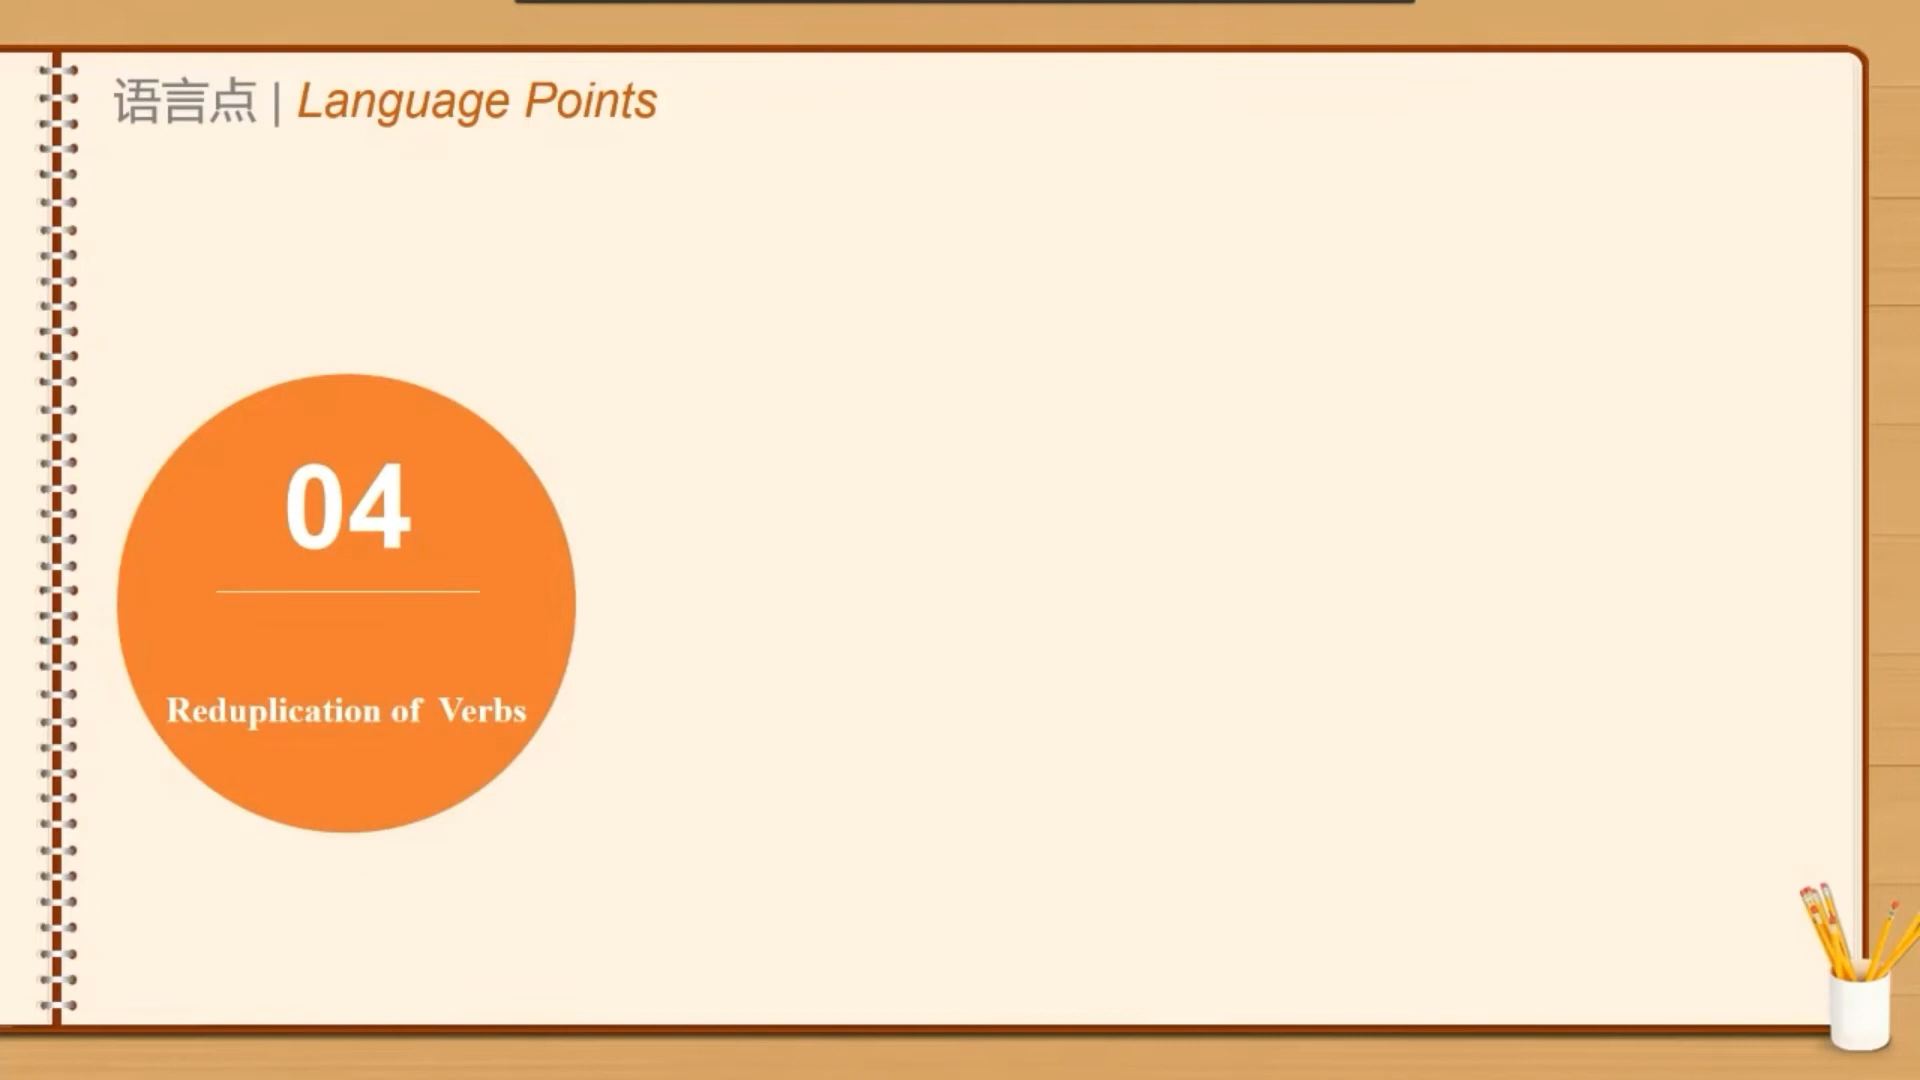 语言点 | Language Points
04
Reduplication of Verbs